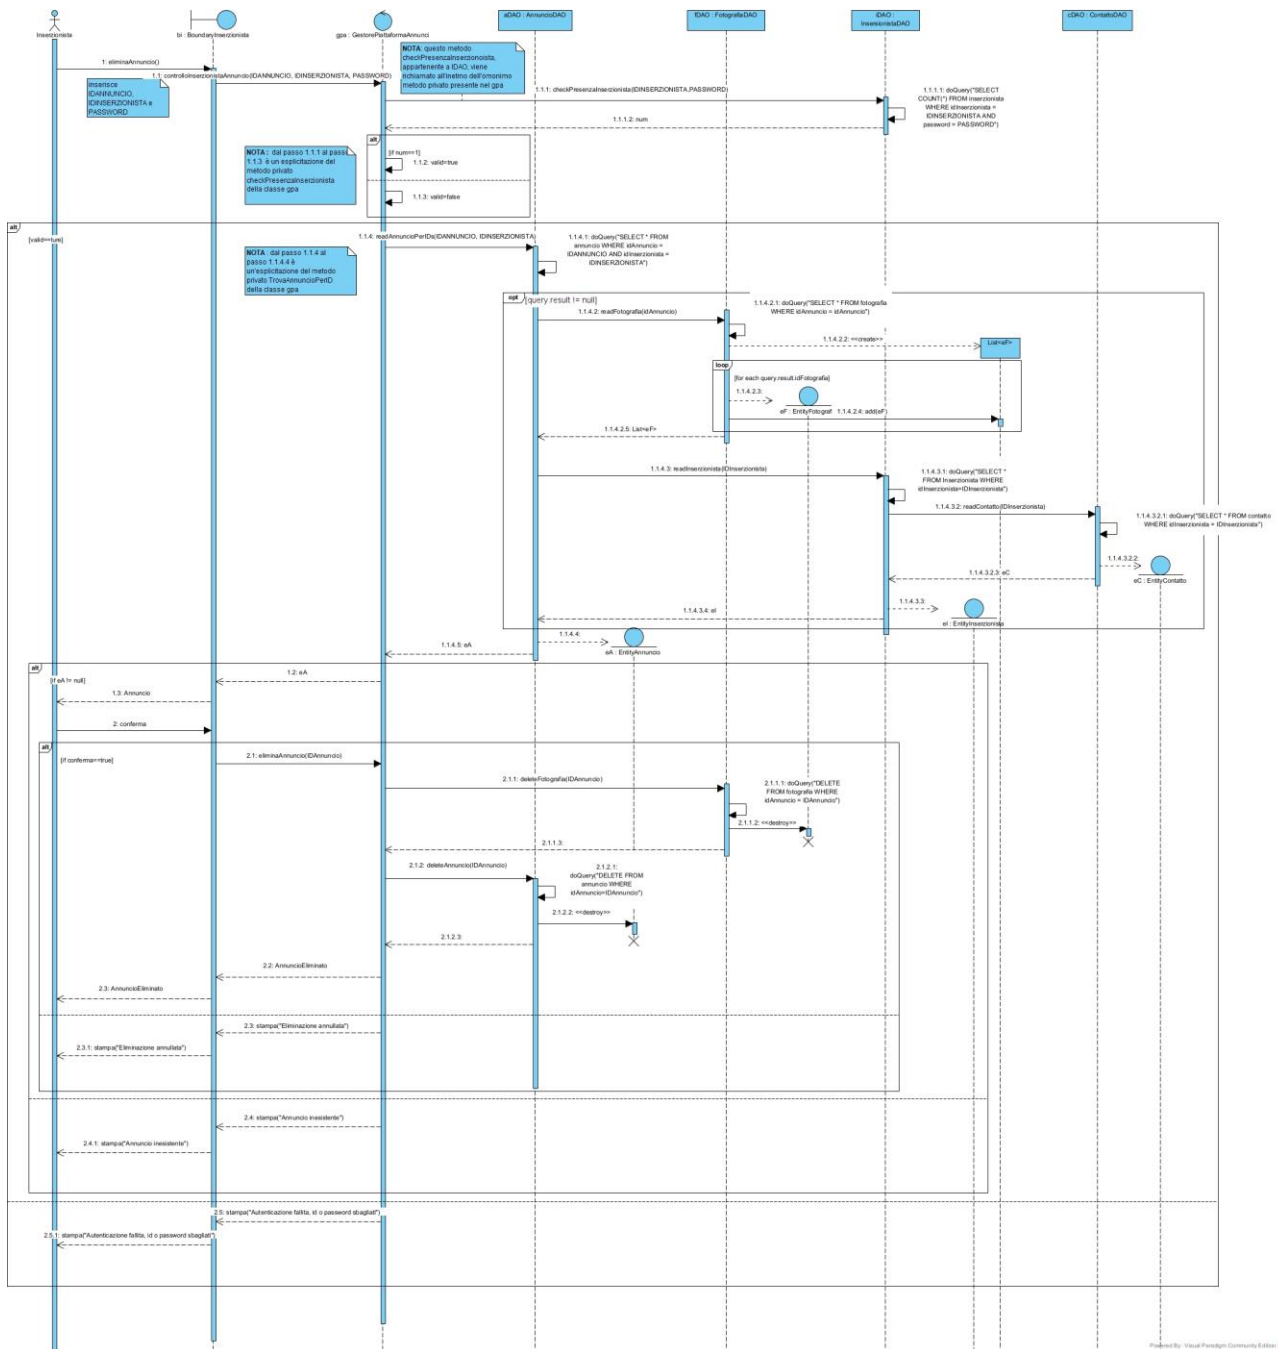 Inserzionista
bi : BoundaryInserzionista
gpa : GestorePiattaformaAnnunci
aDAO : AnnuncioDAO
fDAO : FotografiaDAO
iDAO :
InsersionistaDAO
cDAO : ContattoDAO
NOTA: questo metodo
checkPresenzaInserzionoista,
appartenente a IDAO, viene
richiamato all'inetrno dell'omonimo
metodo privato presente nel gpa
1: eliminaAnnuncio()
1.1: controlloInserzionistaAnnuncio(IDANNUNCIO, IDINSERZIONISTA, PASSWORD)
inserisce
IDANNUNCIO,
IDINSERZIONISTA e
PASSWORD
1.1.1: checkPresenzaInserzionista(IDINSERZIONISTA,PASSWORD)
1.1.1.1: doQuery("SELECT
COUNT(*) FROM inserzionista
WHERE idInserzionista =
IDINSERZIONISTA AND
password = PASSWORD")
1.1.1.2: num
alt
[if num==1]
1.1.2: valid=true
1.1.3: valid=false
NOTA : dal passo 1.1.1 al passo
1.1.3 è un esplicitazione del
metodo privato
checkPresenzaInserzionista
della classe gpa
alt
[valid==ture]
1.1.4: readAnnuncioPerIDs(IDANNUNCIO, IDINSERZIONISTA)
1.1.4.1: doQuery("SELECT * FROM
annuncio WHERE idAnnuncio =
IDANNUNCIO AND idInserzionista =
IDINSERZIONISTA")
NOTA : dal passo 1.1.4 al
passo 1.1.4.4 è
un'esplicitazione del metodo
privato TrovaAnnuncioPerID
della classe gpa
opt
[query.result != null]
1.1.4.2: readFotografia(idAnnuncio)
1.1.4.2.1: doQuery("SELECT * FROM fotografia
WHERE idAnnuncio = idAnnuncio")
1.1.4.2.2: <<create>>
List<eF>
loop
[for each query.result.idFotografia]
1.1.4.2.3:
eF : EntityFotograf
1.1.4.2.4: add(eF)
1.1.4.2.5: List<eF>
1.1.4.3: readInserzionista(IDInserzionista)
1.1.4.3.1: doQuery("SELECT *
FROM Inserzionista WHERE
idInserzionista=IDInserzionista")
1.1.4.3.2: readContatto(IDInserzionista)
1.1.4.3.2.1: doQuery("SELECT * FROM contatto
WHERE idInserzionista = IDInserzionista")
1.1.4.3.2.2:
eC : EntityContatto
1.1.4.3.2.3: eC
1.1.4.3.3:
eI : EntityInserzionista
1.1.4.3.4: eI
1.1.4.4:
eA : EntityAnnuncio
1.1.4.5: eA
alt
[if eA != null]
1.2: eA
1.3: Annuncio
2: conferma
alt
[if conferma==true]
2.1: eliminaAnnuncio(IDAnnuncio)
2.1.1: deleteFotografia(IDAnnuncio)
2.1.1.1: doQuery("DELETE
FROM fotografia WHERE
idAnnuncio = IDAnnuncio")
2.1.1.2: <<destroy>>
2.1.1.3:
2.1.2: deleteAnnuncio(IDAnnuncio)
2.1.2.1:
doQuery("DELETE FROM
annuncio WHERE
idAnnuncio=IDAnnuncio")
2.1.2.2: <<destroy>>
2.1.2.3:
2.2: AnnuncioEliminato
2.3: AnnuncioEliminato
2.3: stampa("Eliminazione annullata")
2.3.1: stampa("Eliminazione annullata")
2.4: stampa("Annuncio inesistente")
2.4.1: stampa("Annuncio inesistente")
2.5: stampa("Autenticazione fallita, id o password sbagliati")
2.5.1: stampa("Autenticazione fallita, id o password sbagliati")
Powered By: Visual Paradigm Community Edition